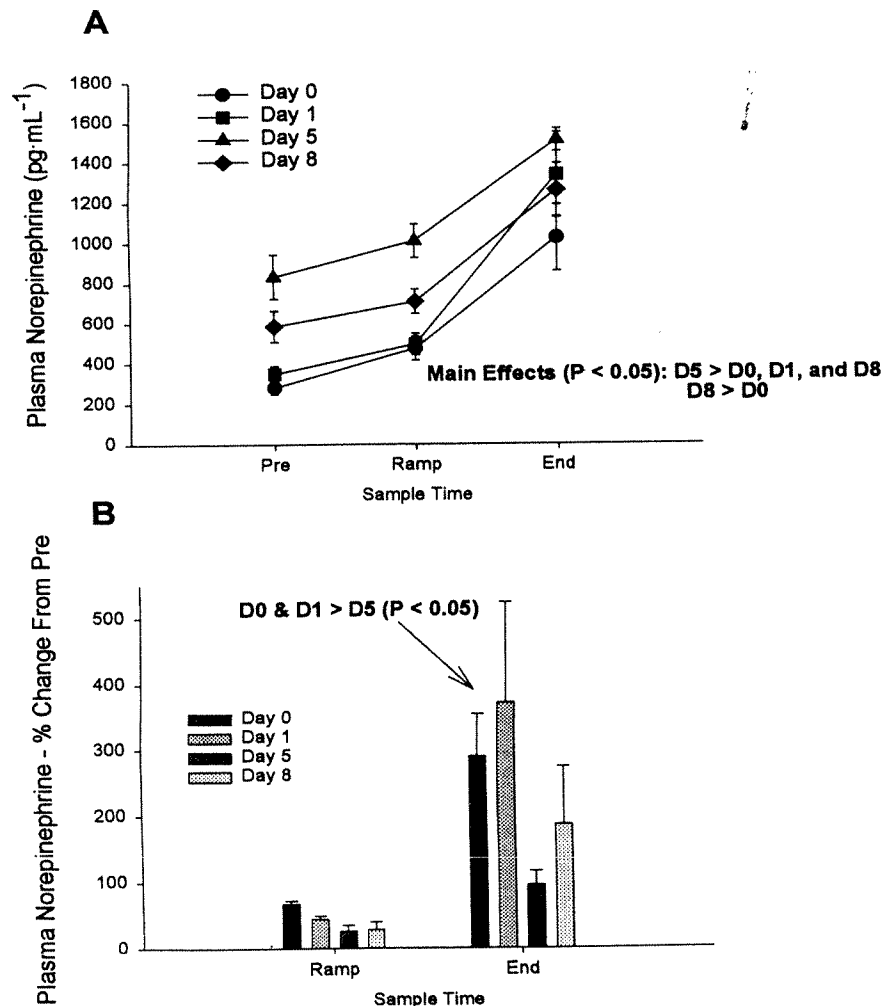 A
Plasma Norepinephrine (pg·mL⁻¹)
1800
1600
1400
1200
1000
800
600
400
200
0
Day 0
Day 1
Day 5
Day 8
Main Effects (P < 0.05): D5 > D0, D1, and D8
D8 > D0
Pre Ramp End
Sample Time
B
Plasma Norepinephrine - % Change From Pre
500
400
300
200
100
0
D0 & D1 > D5 (P < 0.05)
Day 0
Day 1
Day 5
Day 8
Ramp End
Sample Time